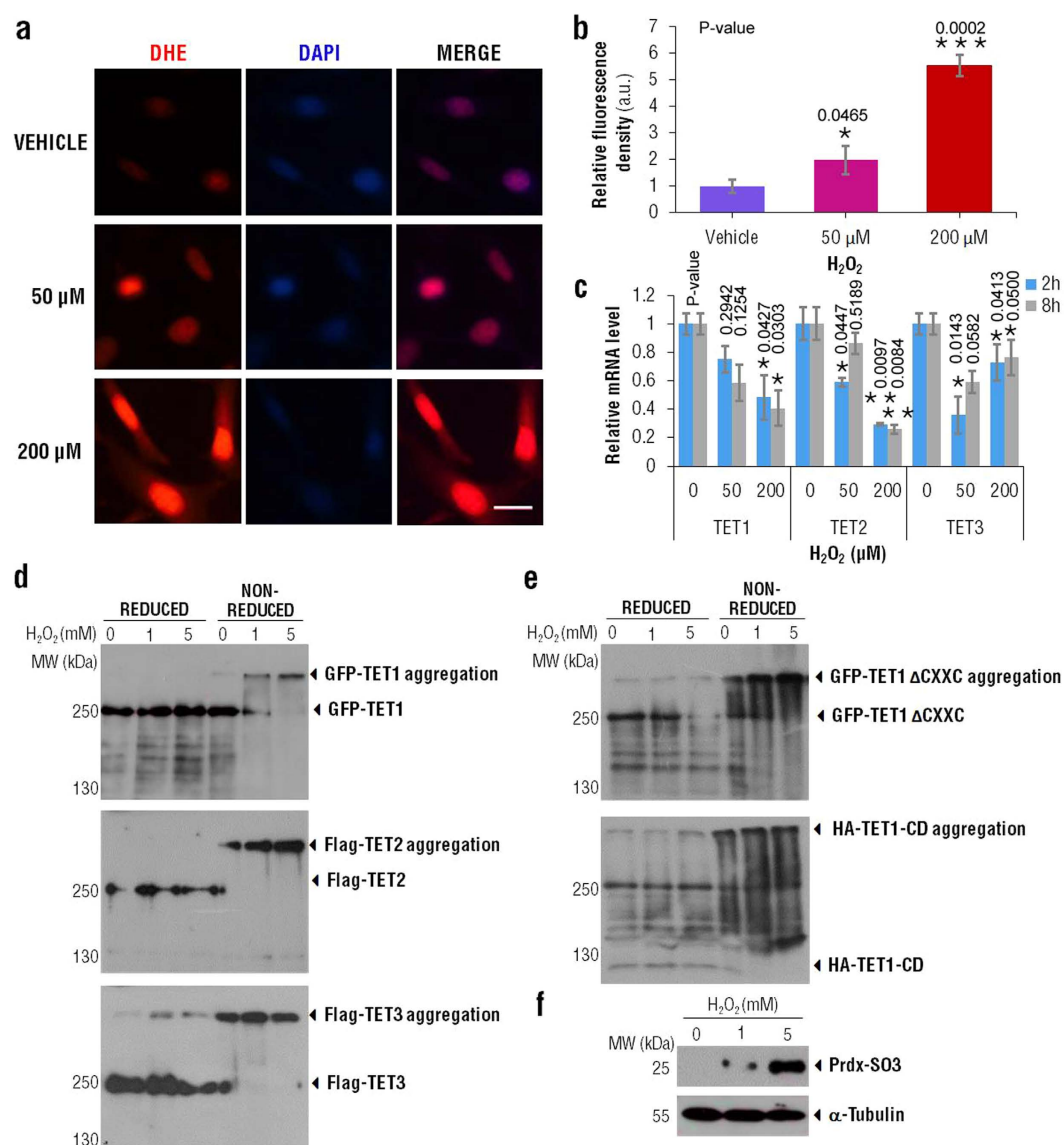 a
DHE DAPI MERGE
VEHICLE
50 µM
200 µM
b
P-value
0.0465
*
0.0002
***
Relative fluorescence
density (a.u.)
7
6
5
4
3
2
1
0
Vehicle 50 µM 200 µM
H₂O₂
c
P-value
2h
8h
Relative mRNA level
1.2
1
0.8
0.6
0.4
0.2
0
0.2942
0.1254
* 0.0427
* 0.0303
* 0.0447
0.5189
** 0.0097
** 0.0084
* 0.0143
0.0582
* 0.0413
* 0.0500
0 50 200 0 50 200 0 50 200
TET1 TET2 TET3
H₂O₂ (µM)
d
REDUCED NON-
REDUCED
H₂O₂(mM) 0 1 5 0 1 5
MW (kDa)
GFP-TET1 aggregation
250 GFP-TET1
130
Flag-TET2 aggregation
Flag-TET2
250
130
Flag-TET3 aggregation
250 Flag-TET3
130
e
REDUCED NON-
REDUCED
H₂O₂(mM) 0 1 5 0 1 5
MW (kDa)
GFP-TET1 ΔCXXC aggregation
250 GFP-TET1 ΔCXXC
130
HA-TET1-CD aggregation
250
130
HA-TET1-CD
f
H₂O₂(mM)
0 1 5
MW (kDa)
25 Prdx-SO3
55 α-Tubulin